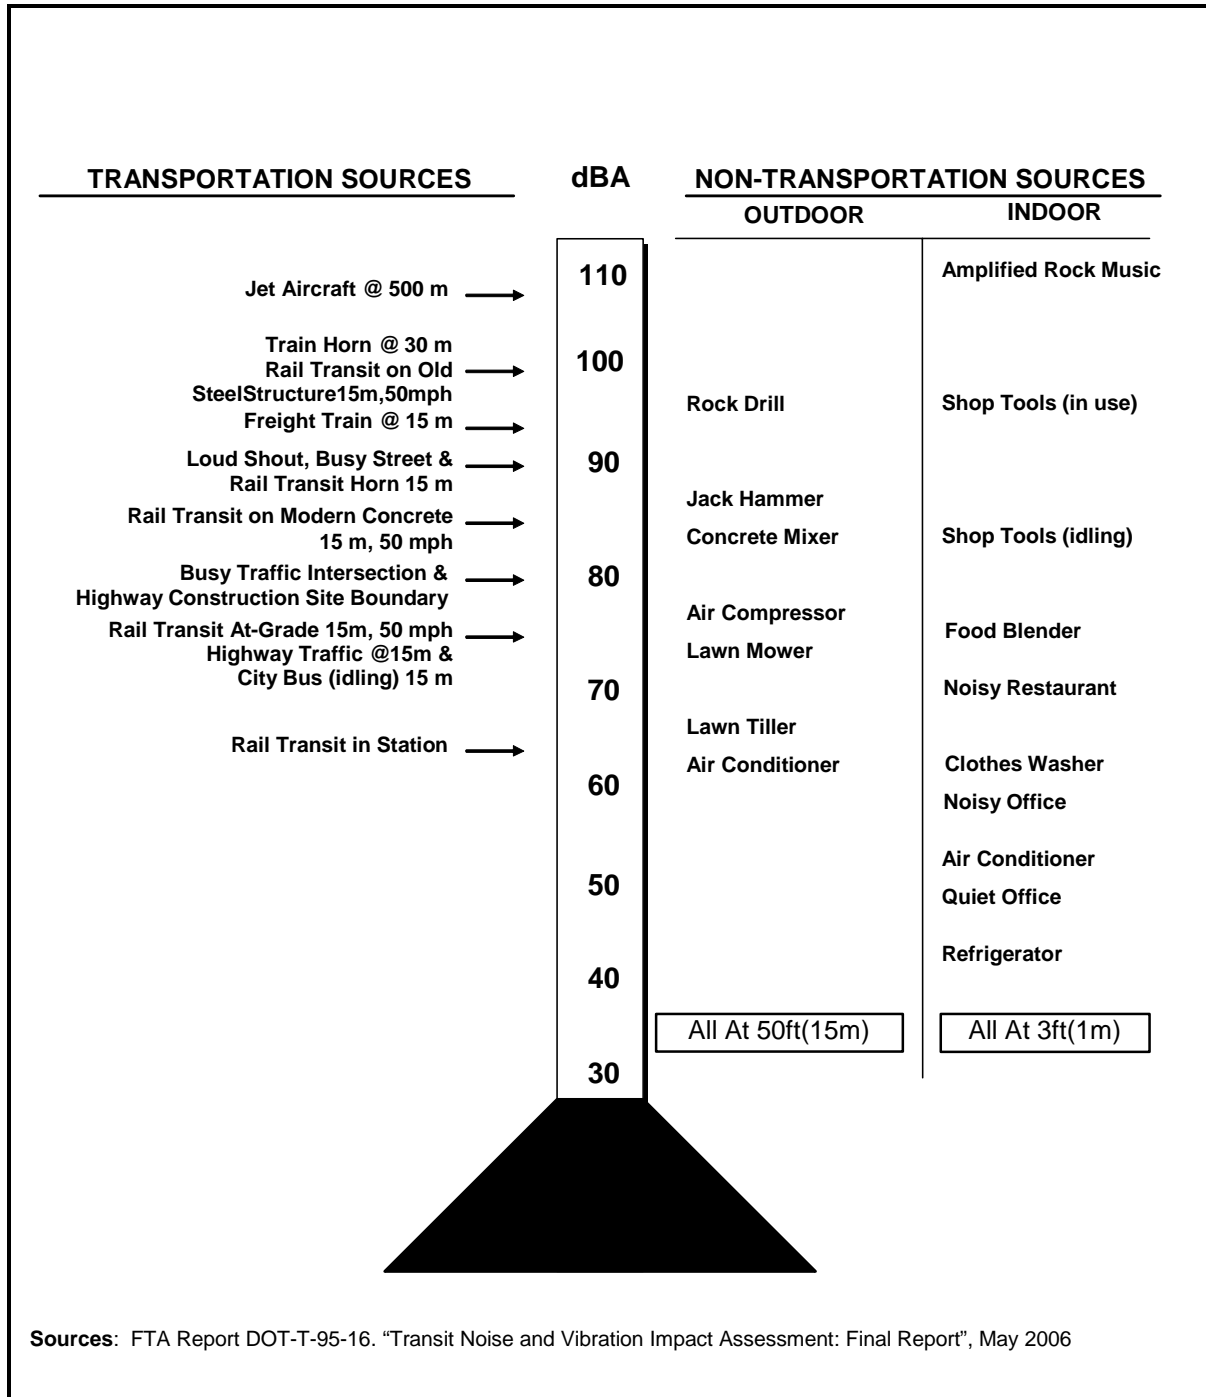 TRANSPORTATION SOURCES
dBA
NON-TRANSPORTATION SOURCES
OUTDOOR
INDOOR
Jet Aircraft @ 500 m
Train Horn @ 30 m
Rail Transit on Old
SteelStructure15m,50mph
Freight Train @ 15 m
Loud Shout, Busy Street &
Rail Transit Horn 15 m
Rail Transit on Modern Concrete
15 m, 50 mph
Busy Traffic Intersection &
Highway Construction Site Boundary
Rail Transit At-Grade 15m, 50 mph
Highway Traffic @15m &
City Bus (idling) 15 m
Rail Transit in Station
110
100
90
80
70
60
50
40
30
Rock Drill
Jack Hammer
Concrete Mixer
Air Compressor
Lawn Mower
Lawn Tiller
Air Conditioner
All At 50ft(15m)
Amplified Rock Music
Shop Tools (in use)
Shop Tools (idling)
Food Blender
Noisy Restaurant
Clothes Washer
Noisy Office
Air Conditioner
Quiet Office
Refrigerator
All At 3ft(1m)
Sources: FTA Report DOT-T-95-16. “Transit Noise and Vibration Impact Assessment: Final Report”, May 2006